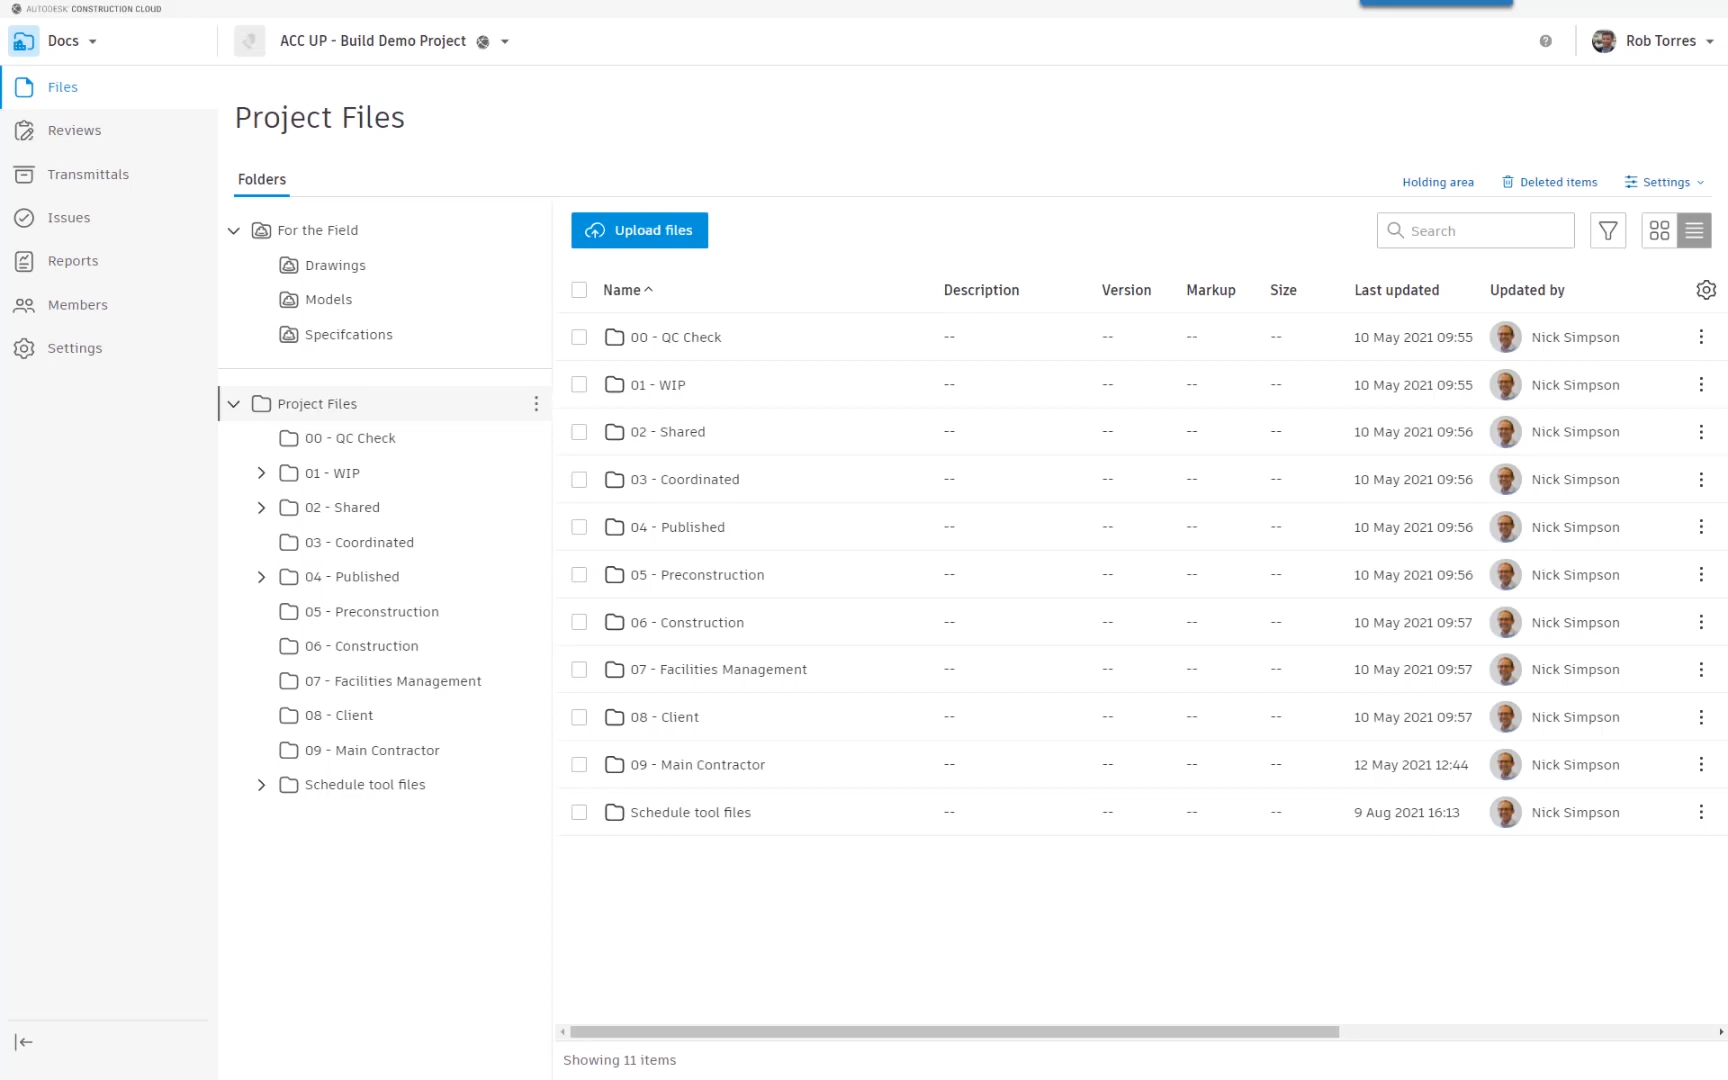 AUTODESK CONSTRUCTION CLOUD
Docs
ACC UP - Build Demo Project
Rob Torres
Files
Reviews
Transmittals
Issues
Reports
Members
Settings
Project Files
Folders
Holding area
Deleted items
Settings
For the Field
Drawings
Models
Specifcations
Project Files
00 - QC Check
01 - WIP
02 - Shared
03 - Coordinated
04 - Published
05 - Preconstruction
06 - Construction
07 - Facilities Management
08 - Client
09 - Main Contractor
Schedule tool files
Upload files
Search
Name Description Version Markup Size Last updated Updated by
00 - QC Check -- -- -- -- 10 May 2021 09:55 Nick Simpson
01 - WIP -- -- -- -- 10 May 2021 09:55 Nick Simpson
02 - Shared -- -- -- -- 10 May 2021 09:56 Nick Simpson
03 - Coordinated -- -- -- -- 10 May 2021 09:56 Nick Simpson
04 - Published -- -- -- -- 10 May 2021 09:56 Nick Simpson
05 - Preconstruction -- -- -- -- 10 May 2021 09:56 Nick Simpson
06 - Construction -- -- -- -- 10 May 2021 09:57 Nick Simpson
07 - Facilities Management -- -- -- -- 10 May 2021 09:57 Nick Simpson
08 - Client -- -- -- -- 10 May 2021 09:57 Nick Simpson
09 - Main Contractor -- -- -- -- 12 May 2021 12:44 Nick Simpson
Schedule tool files -- -- -- -- 9 Aug 2021 16:13 Nick Simpson
Showing 11 items